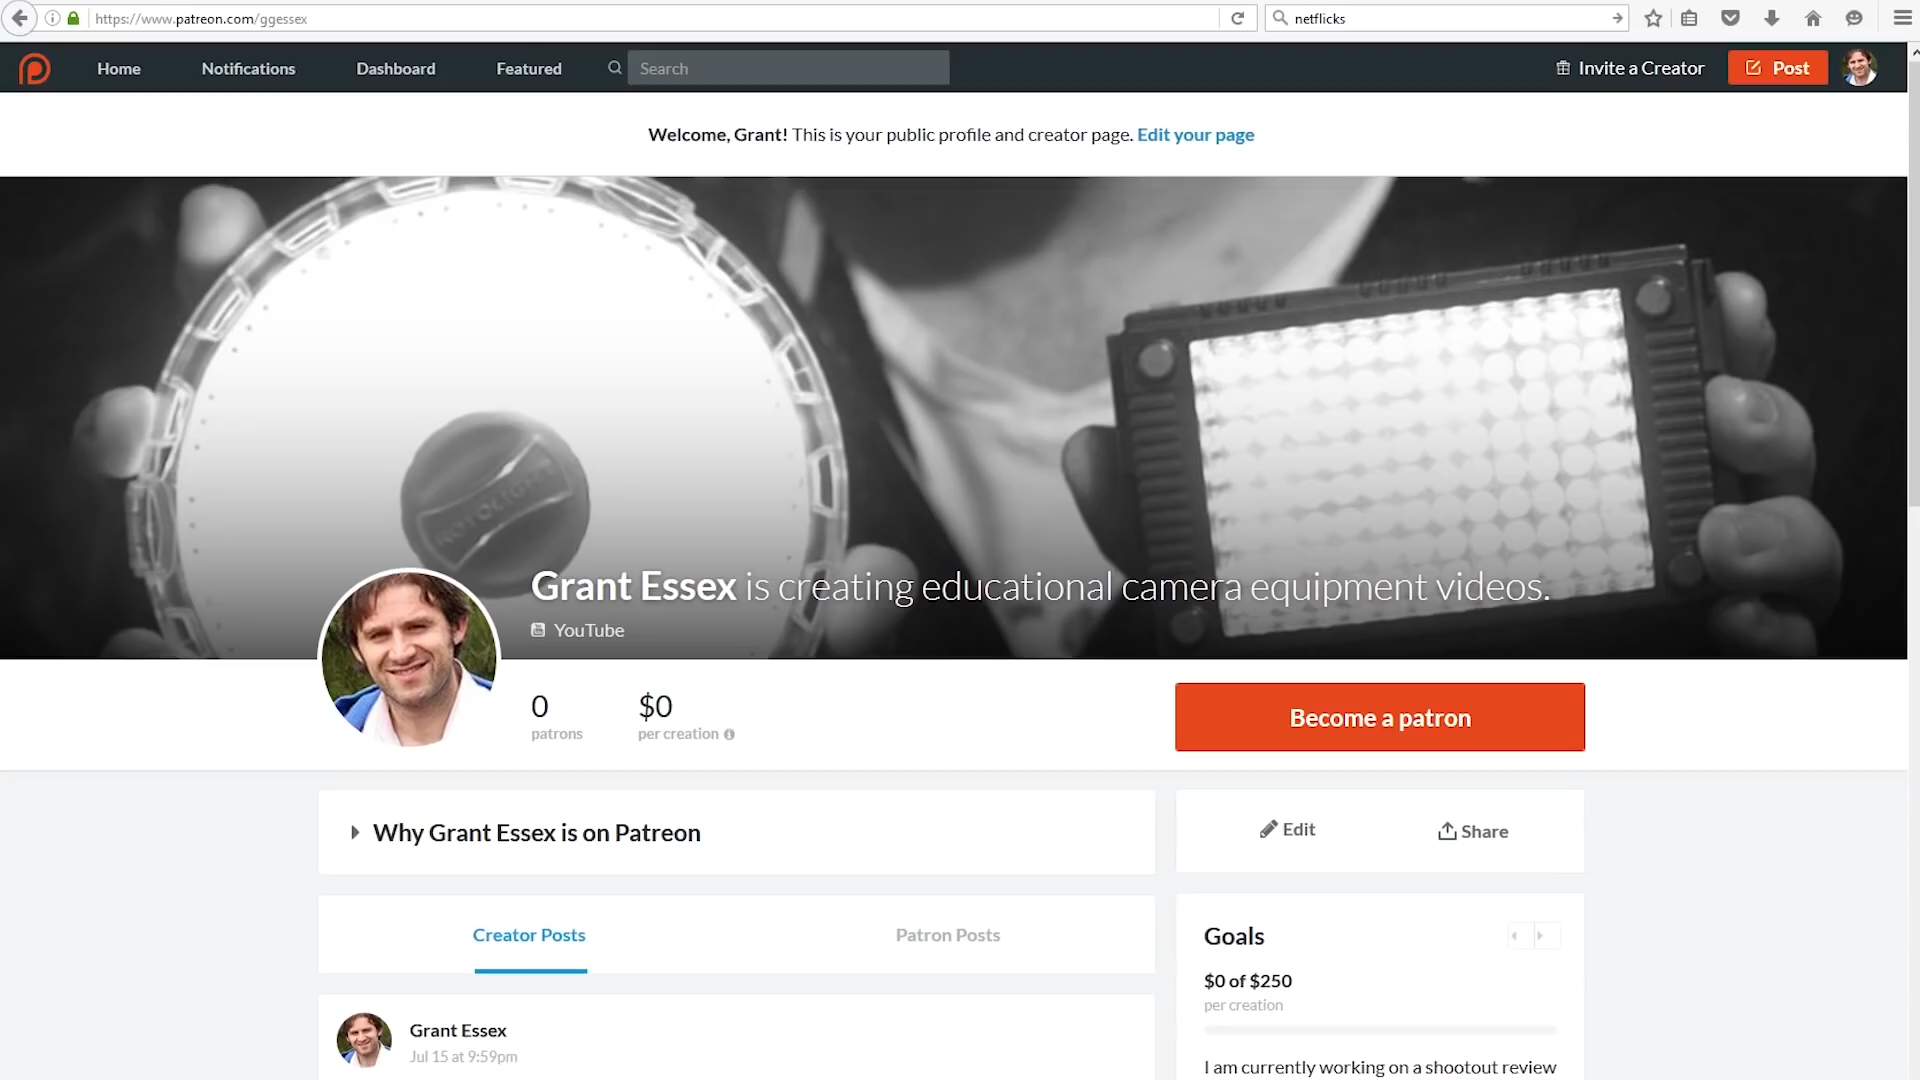 https://www.patreon.com/ggessex
netflicks
Home
Notifications
Dashboard
Featured
Search
Invite a Creator
Post
Welcome, Grant! This is your public profile and creator page. Edit your page
ROTOLIGHT
Grant Essex is creating educational camera equipment videos.
YouTube
0
patrons
$0
per creation
Become a patron
Why Grant Essex is on Patreon
Edit
Share
Creator Posts
Patron Posts
Goals
$0 of $250
per creation
Grant Essex
Jul 15 at 9:59pm
I am currently working on a shootout review